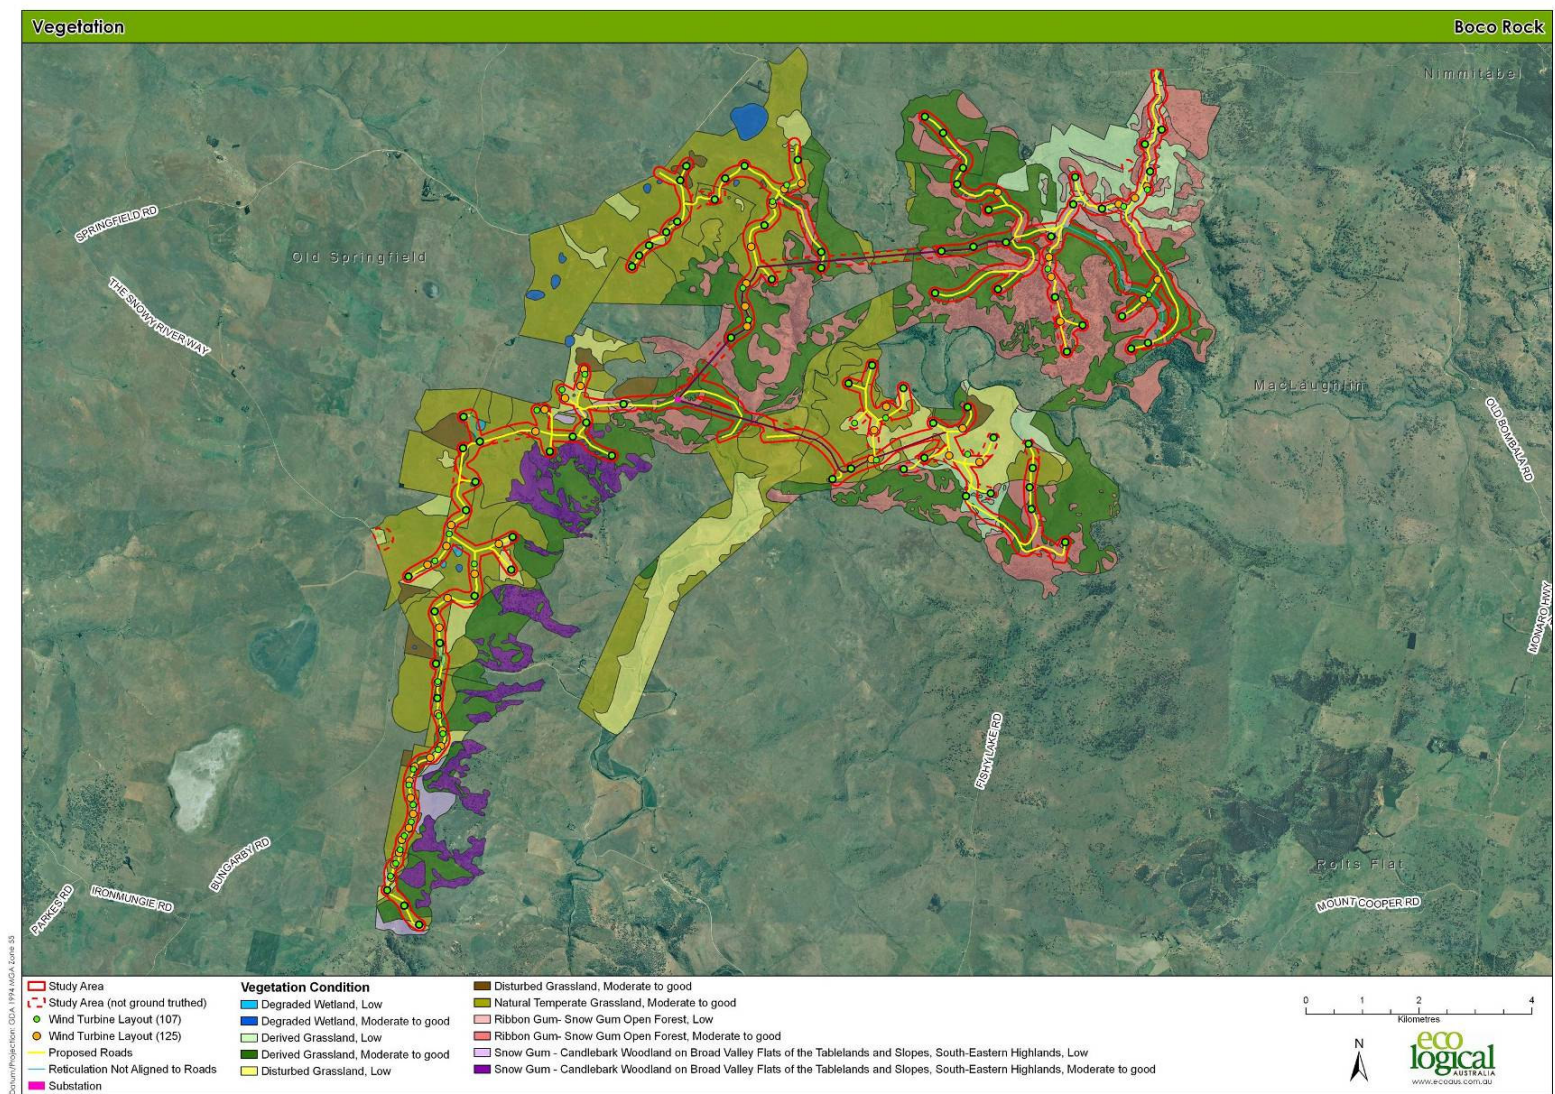 Vegetation
Boco Rock
Nimmitabel
SPRINGFIELD RD
Old Springfield
THE SNOWY RIVER WAY
MacLaughlin
OLD BOMBALA RD
MONARO HWY
FISHY LAKE RD
BUNGARBY RD
Rolts Flat
IRONMUNGIE RD
PARKES RD
MOUNT COOPER RD
Datum/Projection: GDA 1994 MGA Zone 55
Study Area
Study Area (not ground truthed)
Wind Turbine Layout (107)
Wind Turbine Layout (125)
Proposed Roads
Reticulation Not Aligned to Roads
Substation
Vegetation Condition
Degraded Wetland, Low
Degraded Wetland, Moderate to good
Derived Grassland, Low
Derived Grassland, Moderate to good
Disturbed Grassland, Low
Disturbed Grassland, Moderate to good
Natural Temperate Grassland, Moderate to good
Ribbon Gum- Snow Gum Open Forest, Low
Ribbon Gum- Snow Gum Open Forest, Moderate to good
Snow Gum - Candlebark Woodland on Broad Valley Flats of the Tablelands and Slopes, South-Eastern Highlands, Low
Snow Gum - Candlebark Woodland on Broad Valley Flats of the Tablelands and Slopes, South-Eastern Highlands, Moderate to good
0 1 2 4
Kilometres
N
eco
logical
AUSTRALIA
www.ecoaus.com.au